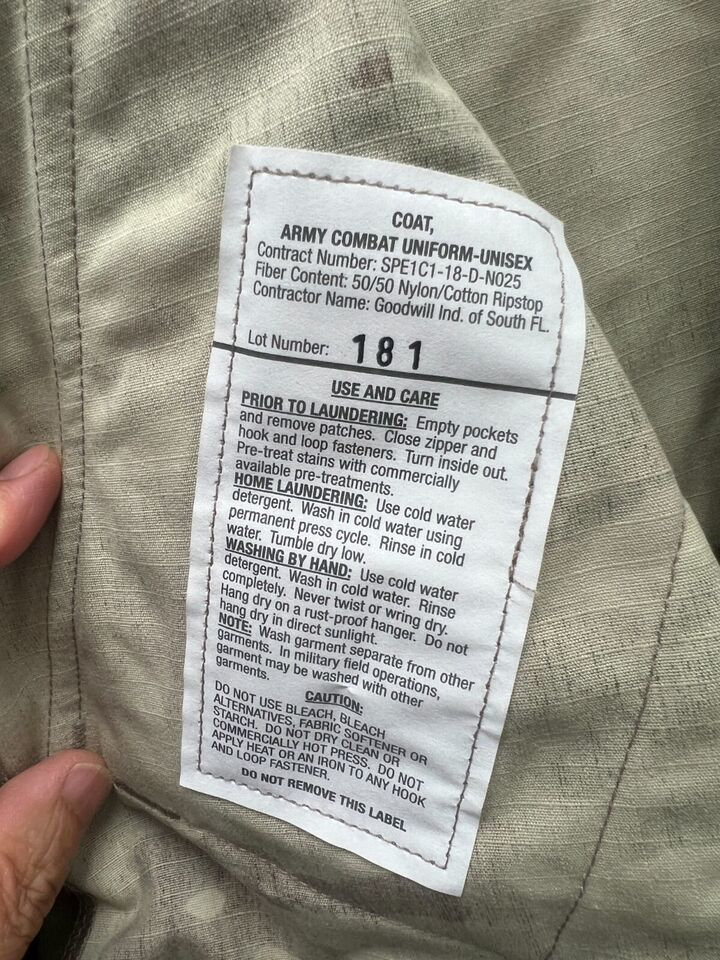 COAT,
ARMY COMBAT UNIFORM-UNISEX
Contract Number: SPE1C1-18-D-N025
Fiber Content: 50/50 Nylon/Cotton Ripstop
Contractor Name: Goodwill Ind. of South FL.
Lot Number: 181
USE AND CARE
PRIOR TO LAUNDERING: Empty pockets
and remove patches. Close zipper and
hook and loop fasteners. Turn inside out.
Pre-treat stains with commercially
available pre-treatments.
HOME LAUNDERING: Use cold water
detergent. Wash in cold water using
permanent press cycle. Rinse in cold
water. Tumble dry low.
WASHING BY HAND: Use cold water
detergent. Wash in cold water. Rinse
completely. Never twist or wring dry.
Hang dry on a rust-proof hanger. Do not
hang dry in direct sunlight.
NOTE: Wash garment separate from other
garments. In military field operations,
garment may be washed with other
garments.
CAUTION:
DO NOT USE BLEACH, BLEACH
ALTERNATIVES, FABRIC SOFTENER OR
STARCH. DO NOT DRY CLEAN OR
COMMERCIALLY HOT PRESS. DO NOT
APPLY HEAT OR AN IRON TO ANY HOOK
AND LOOP FASTENER.
DO NOT REMOVE THIS LABEL